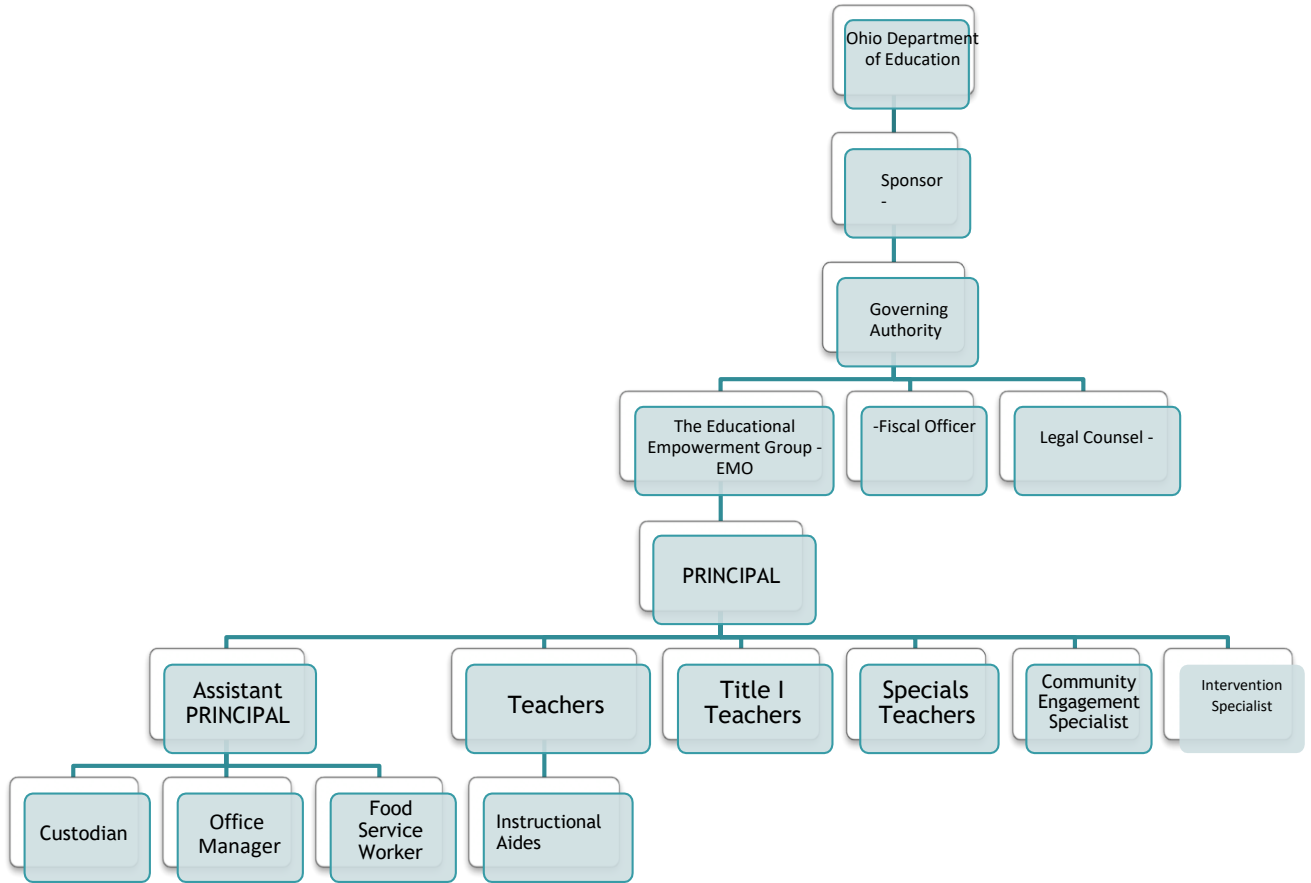 Ohio Department
of Education
Sponsor
-
Governing
Authority
The Educational
Empowerment Group -
EMO
-Fiscal Officer
Legal Counsel -
PRINCIPAL
Assistant
PRINCIPAL
Teachers
Title I
Teachers
Specials
Teachers
Community
Engagement
Specialist
Intervention
Specialist
Custodian
Office
Manager
Food
Service
Worker
Instructional
Aides